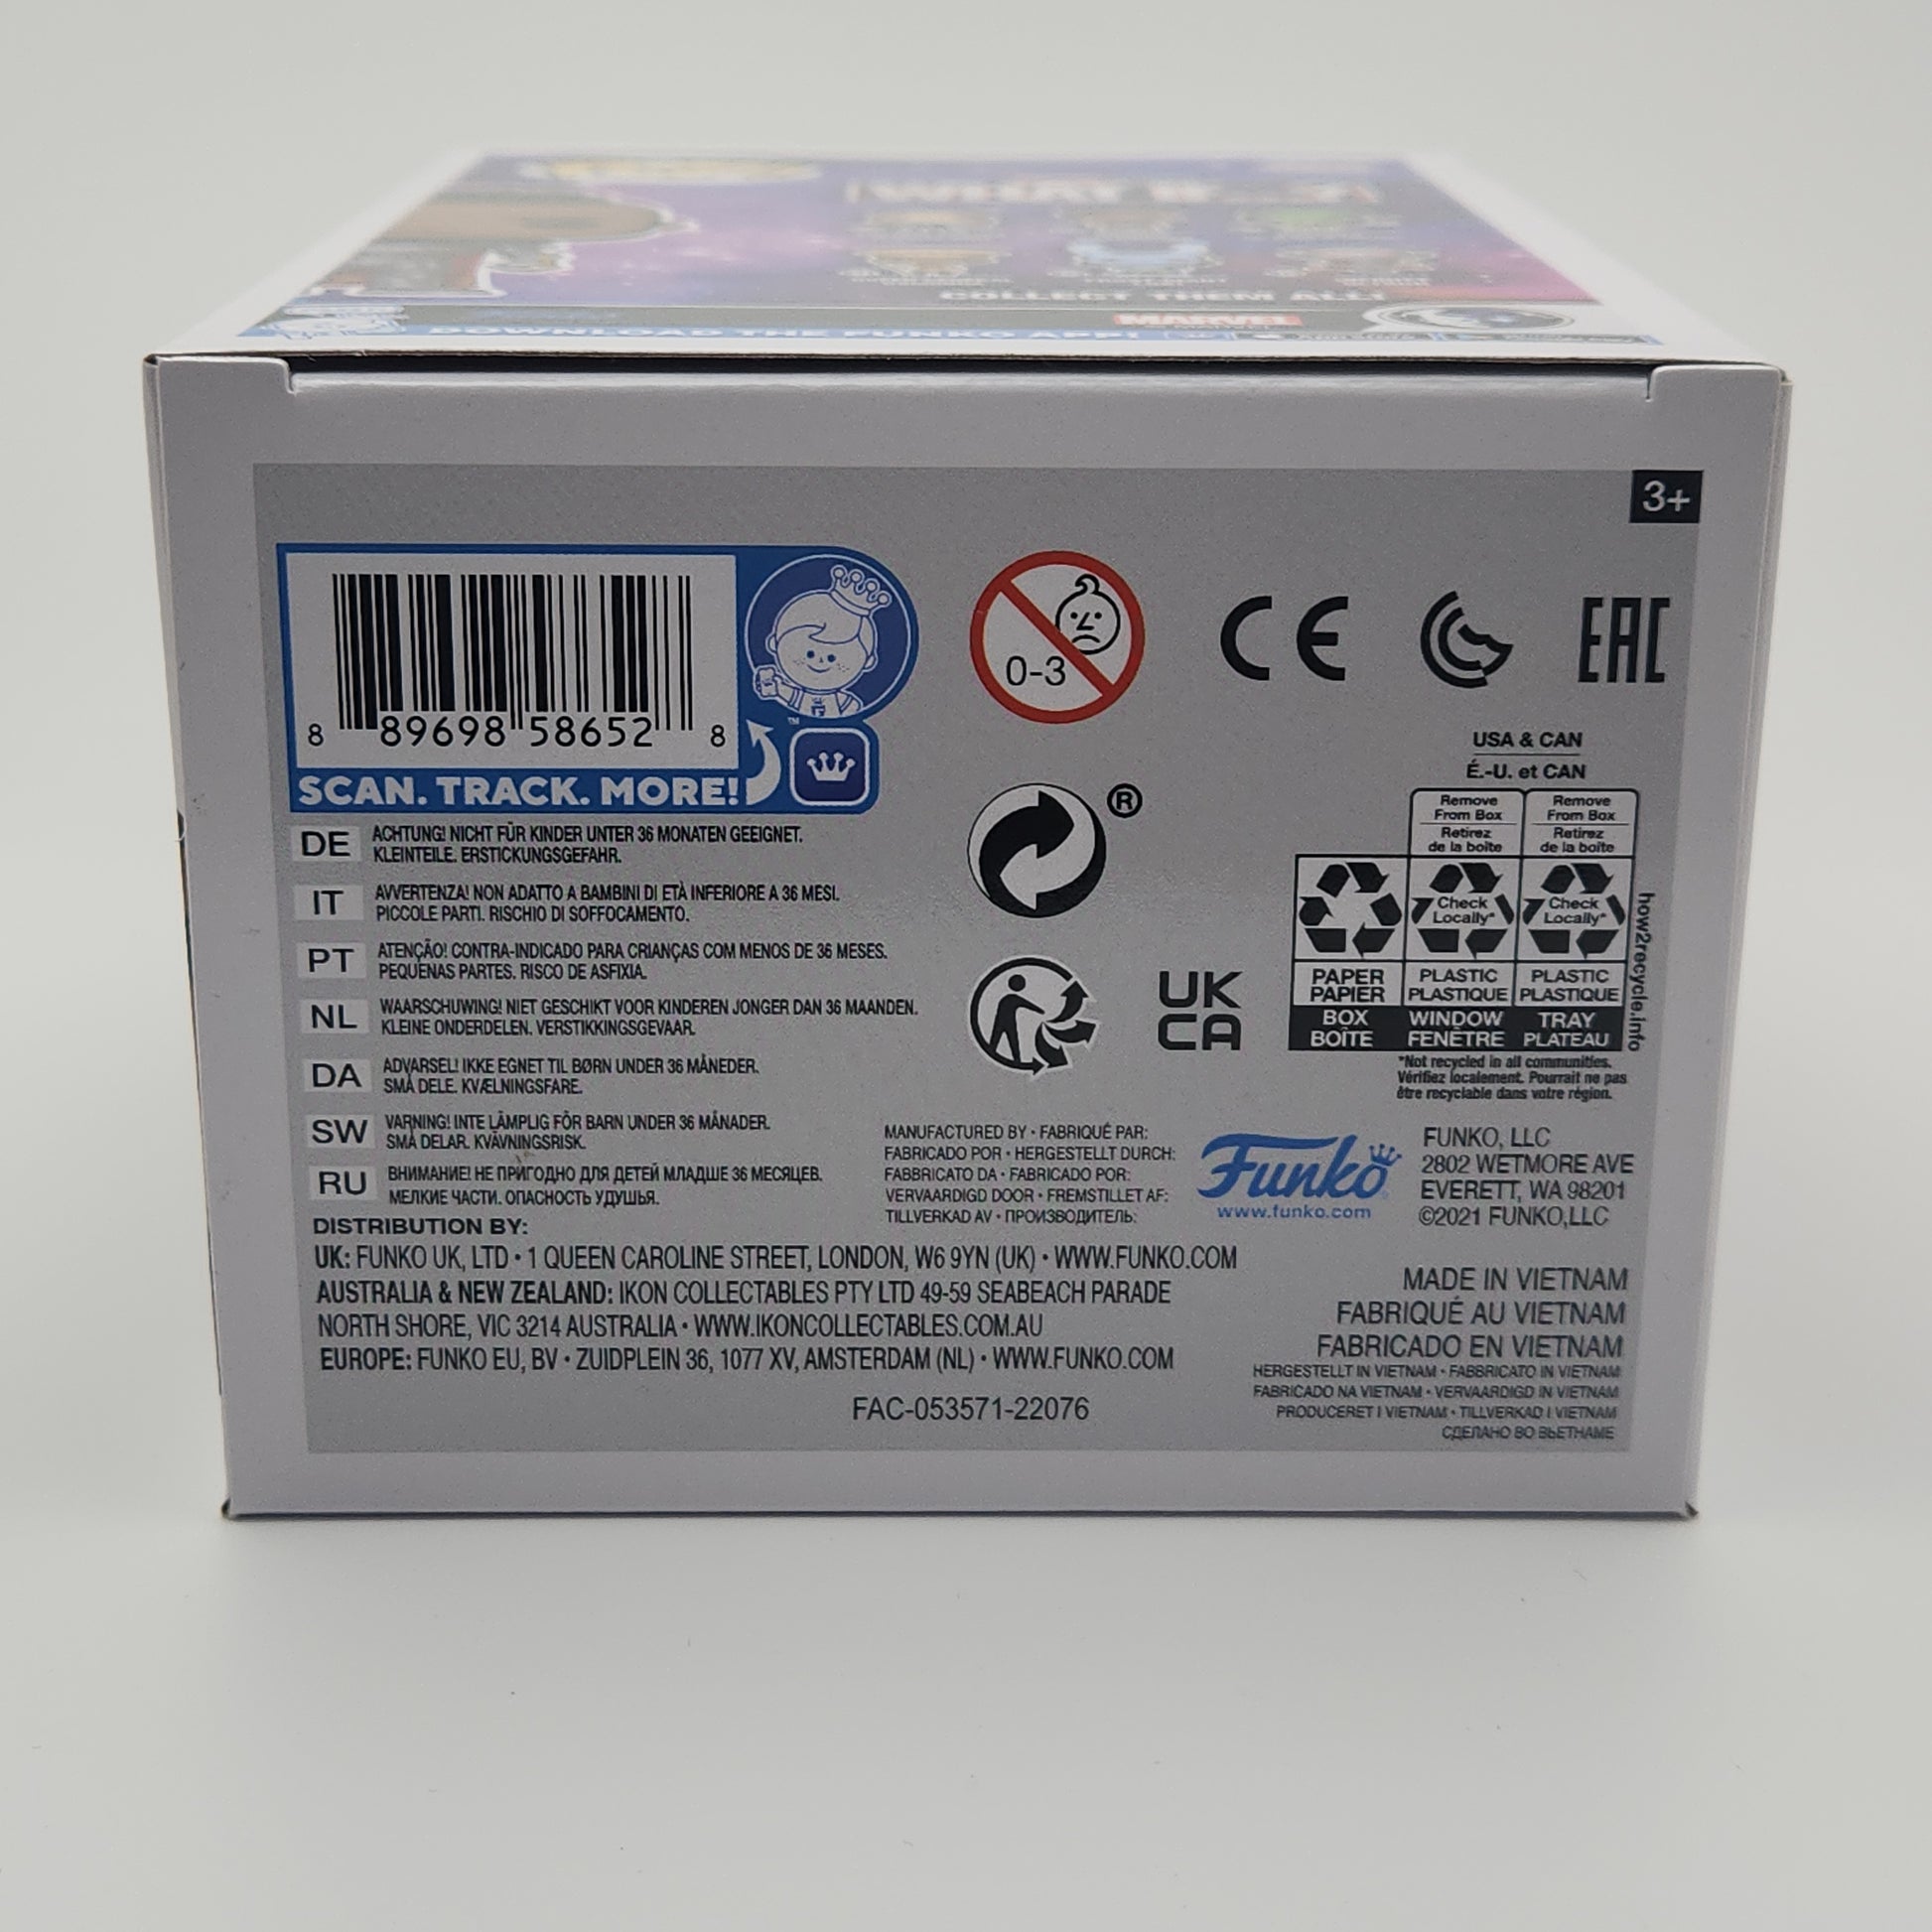 WHAT IF...?
COLLECT THEM ALL!
MARVEL
DOWNLOAD THE FUNKO APP!
3+
8 89698 58652 8
™
SCAN. TRACK. MORE!
0-3
CE
EAC
®
UK
CA
USA & CAN
É.-U. et CAN
Remove
From Box
Retirez
de la boîte
Remove
From Box
Retirez
de la boîte
Check
Locally*
Check
Locally*
PAPER
PAPIER
PLASTIC
PLASTIQUE
PLASTIC
PLASTIQUE
BOX
BOÎTE
WINDOW
FENÊTRE
TRAY
PLATEAU
how2recycle.info
*Not recycled in all communities.
Vérifiez localement. Pourrait ne pas
être recyclable dans votre région.
DE ACHTUNG! NICHT FÜR KINDER UNTER 36 MONATEN GEEIGNET.
KLEINTEILE. ERSTICKUNGSGEFAHR.
IT AVVERTENZA! NON ADATTO A BAMBINI DI ETÀ INFERIORE A 36 MESI.
PICCOLE PARTI. RISCHIO DI SOFFOCAMENTO.
PT ATENÇÃO! CONTRA-INDICADO PARA CRIANÇAS COM MENOS DE 36 MESES.
PEQUENAS PARTES. RISCO DE ASFIXIA.
NL WAARSCHUWING! NIET GESCHIKT VOOR KINDEREN JONGER DAN 36 MAANDEN.
KLEINE ONDERDELEN. VERSTIKKINGSGEVAAR.
DA ADVARSEL! IKKE EGNET TIL BØRN UNDER 36 MÅNEDER.
SMÅ DELE. KVÆLNINGSFARE.
SW VARNING! INTE LÄMPLIG FÖR BARN UNDER 36 MÅNADER.
SMÅ DELAR. KVÄVNINGSRISK.
RU ВНИМАНИЕ! НЕ ПРИГОДНО ДЛЯ ДЕТЕЙ МЛАДШЕ 36 МЕСЯЦЕВ.
МЕЛКИЕ ЧАСТИ. ОПАСНОСТЬ УДУШЬЯ.
MANUFACTURED BY • FABRIQUÉ PAR:
FABRICADO POR • HERGESTELLT DURCH:
FABBRICATO DA • FABRICADO POR:
VERVAARDIGD DOOR • FREMSTILLET AF:
TILLVERKAD AV • ПРОИЗВОДИТЕЛЬ:
Funko
www.funko.com
FUNKO, LLC
2802 WETMORE AVE
EVERETT, WA 98201
©2021 FUNKO,LLC
DISTRIBUTION BY:
UK: FUNKO UK, LTD • 1 QUEEN CAROLINE STREET, LONDON, W6 9YN (UK) • WWW.FUNKO.COM
AUSTRALIA & NEW ZEALAND: IKON COLLECTABLES PTY LTD 49-59 SEABEACH PARADE
NORTH SHORE, VIC 3214 AUSTRALIA • WWW.IKONCOLLECTABLES.COM.AU
EUROPE: FUNKO EU, BV • ZUIDPLEIN 36, 1077 XV, AMSTERDAM (NL) • WWW.FUNKO.COM
FAC-053571-22076
MADE IN VIETNAM
FABRIQUÉ AU VIETNAM
FABRICADO EN VIETNAM
HERGESTELLT IN VIETNAM • FABBRICATO IN VIETNAM
FABRICADO NA VIETNAM • VERVAARDIGD IN VIETNAM
PRODUCERET I VIETNAM • TILLVERKAD I VIETNAM
СДЕЛАНО ВО ВЬЕТНАМЕ